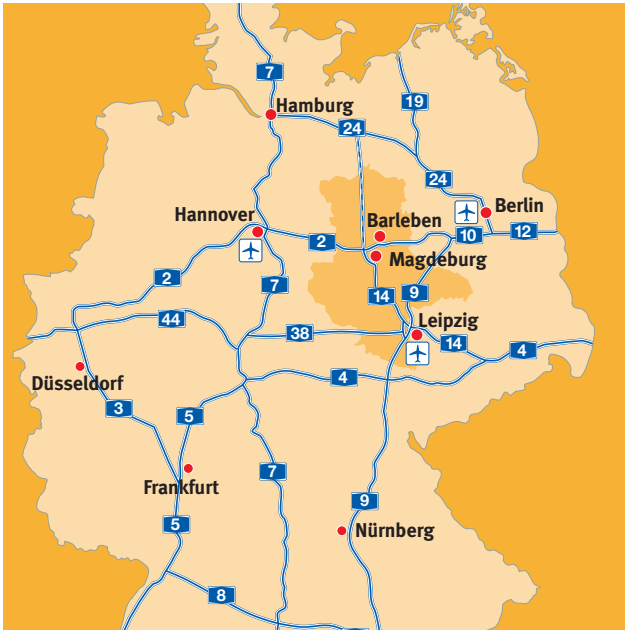 7
19
Hamburg
24
24
Berlin
Hannover
Barleben
10
12
2
Magdeburg
2
7
14
9
44
38
Leipzig
14
4
4
Düsseldorf
3
5
Frankfurt
7
9
5
Nürnberg
8